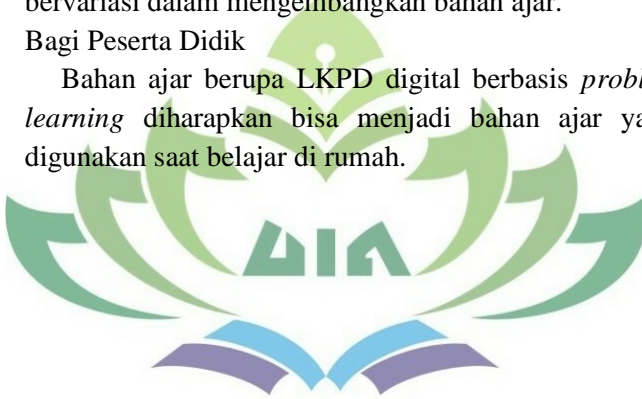 bervariasi dalam mengembangkan bahan ajar.
Bagi Peserta Didik
Bahan ajar berupa LKPD digital berbasis
learning diharapkan bisa menjadi bahan ajar
digunakan saat belajar di rumah.
UIN